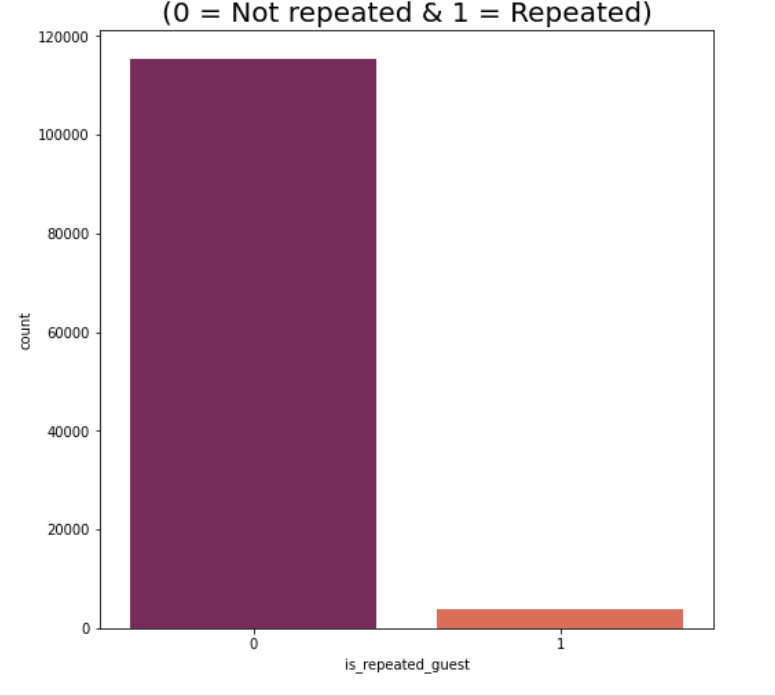 (0 = Not repeated & 1 = Repeated)
120000
100000
80000
60000
40000
20000
0
count
0 1
is_repeated_guest